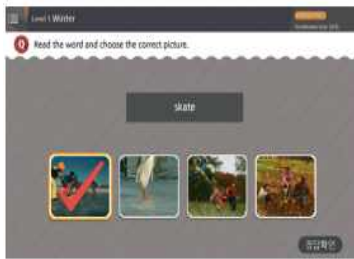 Level 1 Winter
Q Read the word and choose the correct picture.
skate
정답확인